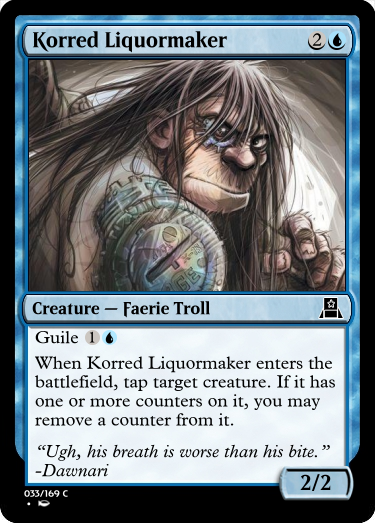 Korred Liquormaker 2
Creature — Faerie Troll
Guile 1
When Korred Liquormaker enters the
battlefield, tap target creature. If it has
one or more counters on it, you may
remove a counter from it.
“Ugh, his breath is worse than his bite.”
-Dawnari
2/2
033/169 C